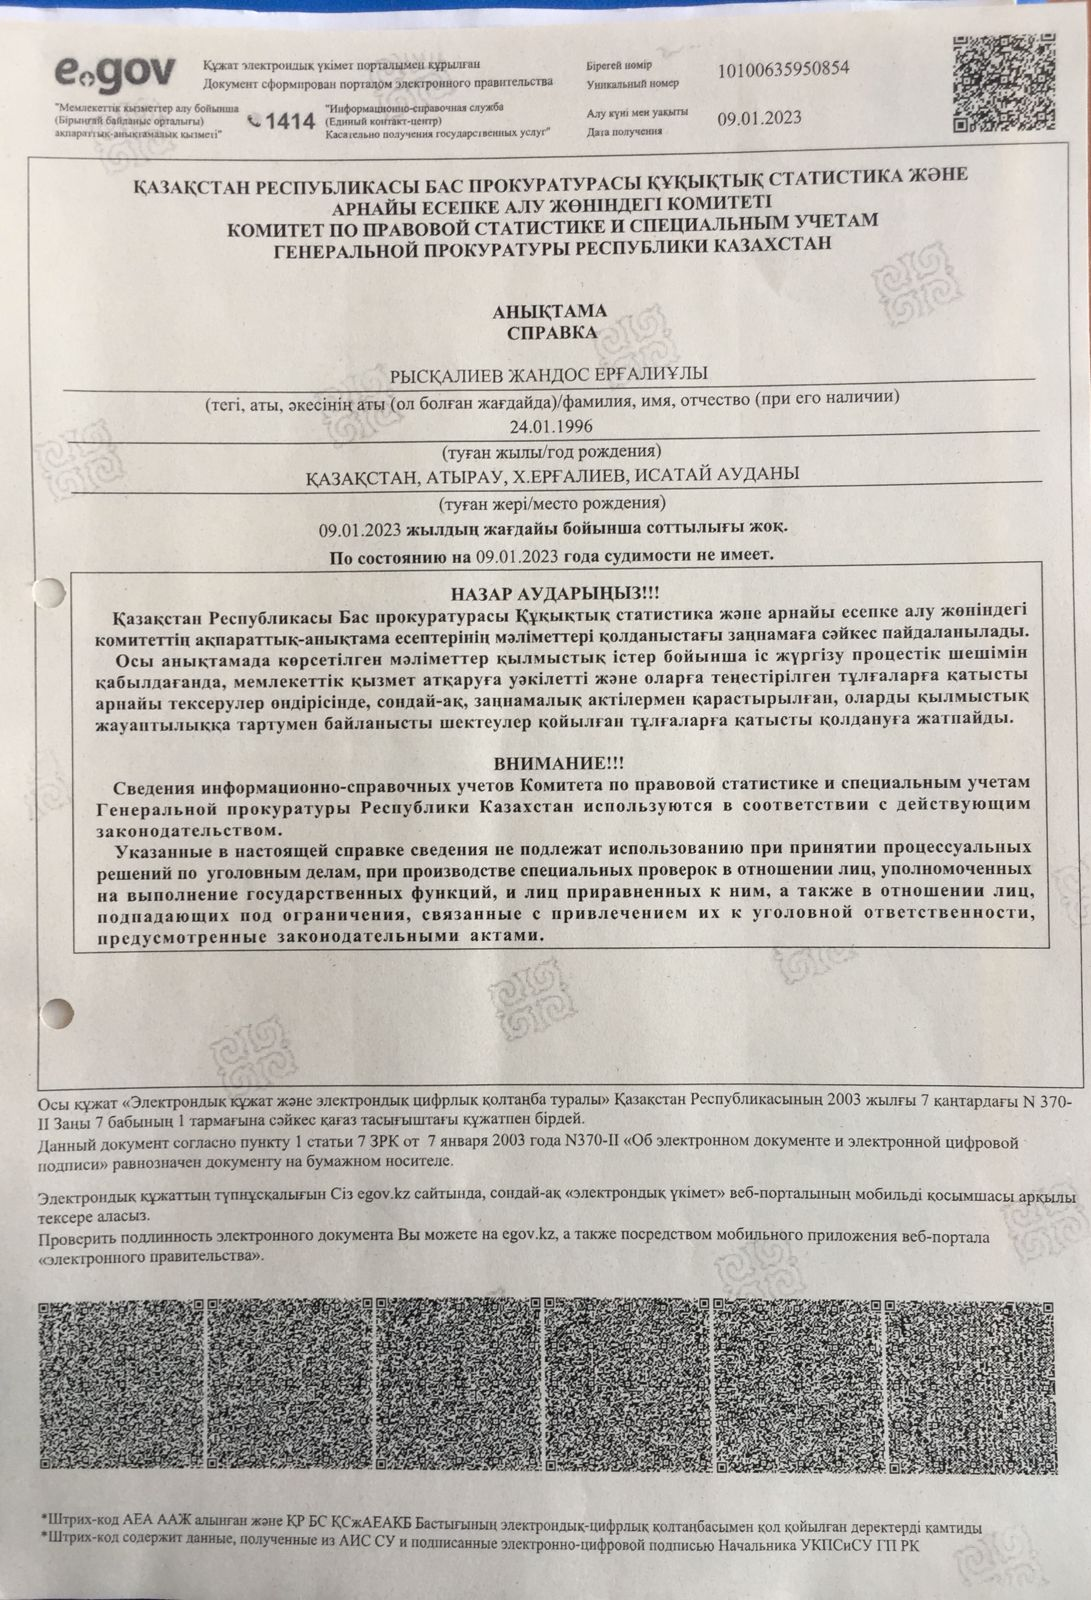 e.gov
Құжат электрондық үкімет порталымен құрылған
Документ сформирован порталом электронного правительства
Бірегей нөмір
Уникальный номер
10100635950854
"Мемлекеттік қызметтер алу бойынша
(Бірыңғай байланыс орталығы)
ақпараттық-анықтамалық қызметі"
1414
"Информационно-справочная служба
(Единый контакт-центр)
Касательно получения государственных услуг"
Алу күні мен уақыты
Дата получения
09.01.2023
ҚАЗАҚСТАН РЕСПУБЛИКАСЫ БАС ПРОКУРАТУРАСЫ ҚҰҚЫҚТЫҚ СТАТИСТИКА ЖӘНЕ
АРНАЙЫ ЕСЕПКЕ АЛУ ЖӨНІНДЕГІ КОМИТЕТІ
КОМИТЕТ ПО ПРАВОВОЙ СТАТИСТИКЕ И СПЕЦИАЛЬНЫМ УЧЕТАМ
ГЕНЕРАЛЬНОЙ ПРОКУРАТУРЫ РЕСПУБЛИКИ КАЗАХСТАН
АНЫҚТАМА
СПРАВКА
РЫСҚАЛИЕВ ЖАНДОС ЕРҒАЛИҰЛЫ
(тегі, аты, әкесінің аты (ол болған жағдайда)/фамилия, имя, отчество (при его наличии)
24.01.1996
(туған жылы/год рождения)
ҚАЗАҚСТАН, АТЫРАУ, Х.ЕРҒАЛИЕВ, ИСАТАЙ АУДАНЫ
(туған жері/место рождения)
09.01.2023 жылдың жағдайы бойынша соттылығы жоқ.
По состоянию на 09.01.2023 года судимости не имеет.
НАЗАР АУДАРЫҢЫЗ!!!
Қазақстан Республикасы Бас прокуратурасы Құқықтық статистика және арнайы есепке алу жөніндегі
комитеттің ақпараттық-анықтама есептерінің мәліметтері қолданыстағы заңнамаға сәйкес пайдаланылады.
Осы анықтамада көрсетілген мәліметтер қылмыстық істер бойынша іс жүргізу процестік шешімін
қабылдағанда, мемлекеттік қызмет атқаруға уәкілетті және оларға теңестірілген тұлғаларға қатысты
арнайы тексерулер өндірісінде, сондай-ақ, заңнамалық актілермен қарастырылған, оларды қылмыстық
жауаптылыққа тартумен байланысты шектеулер қойылған тұлғаларға қатысты қолдануға жатпайды.
ВНИМАНИЕ!!!
Сведения информационно-справочных учетов Комитета по правовой статистике и специальным учетам
Генеральной прокуратуры Республики Казахстан используются в соответствии с действующим
законодательством.
Указанные в настоящей справке сведения не подлежат использованию при принятии процессуальных
решений по уголовным делам, при производстве специальных проверок в отношении лиц, уполномоченных
на выполнение государственных функций, и лиц приравненных к ним, а также в отношении лиц,
подпадающих под ограничения, связанные с привлечением их к уголовной ответственности,
предусмотренные законодательными актами.
Осы құжат «Электрондық құжат және электрондық цифрлық қолтаңба туралы» Қазақстан Республикасының 2003 жылғы 7 қаңтардағы N 370-
II Заңы 7 бабының 1 тармағына сәйкес қағаз тасығыштағы құжатпен бірдей.
Данный документ согласно пункту 1 статьи 7 ЗРК от 7 января 2003 года N370-II «Об электронном документе и электронной цифровой
подписи» равнозначен документу на бумажном носителе.
Электрондық құжаттың түпнұсқалығын Сіз egov.kz сайтында, сондай-ақ «электрондық үкімет» веб-порталының мобильді қосымшасы арқылы
тексере аласыз.
Проверить подлинность электронного документа Вы можете на egov.kz, а также посредством мобильного приложения веб-портала
«электронного правительства».
*Штрих-код АЕА ААЖ алынған және ҚР БС ҚСжАЕАКБ Бастығының электрондық-цифрлық қолтаңбасымен қол қойылған деректерді қамтиды
*Штрих-код содержит данные, полученные из АИС СУ и подписанные электронно-цифровой подписью Начальника УКПСиСУ ГП РК